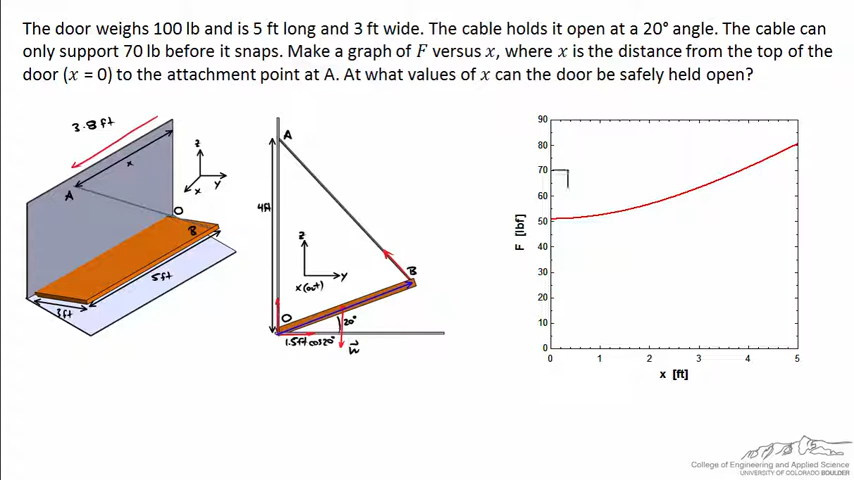 The door weighs 100 lb and is 5 ft long and 3 ft wide. The cable holds it open at a 20° angle. The cable can
only support 70 lb before it snaps. Make a graph of F versus x, where x is the distance from the top of the
door (x = 0) to the attachment point at A. At what values of x can the door be safely held open?
3.8 ft
x
A
O
B
5ft
3ft
z
y
x
A
4ft
z
y
x(out)
B
O
20°
1.5ft cos20°
W
90
80
70
60
50
40
30
20
10
0
F [lbf]
0 1 2 3 4 5
x [ft]
College of Engineering and Applied Science
UNIVERSITY OF COLORADO BOULDER